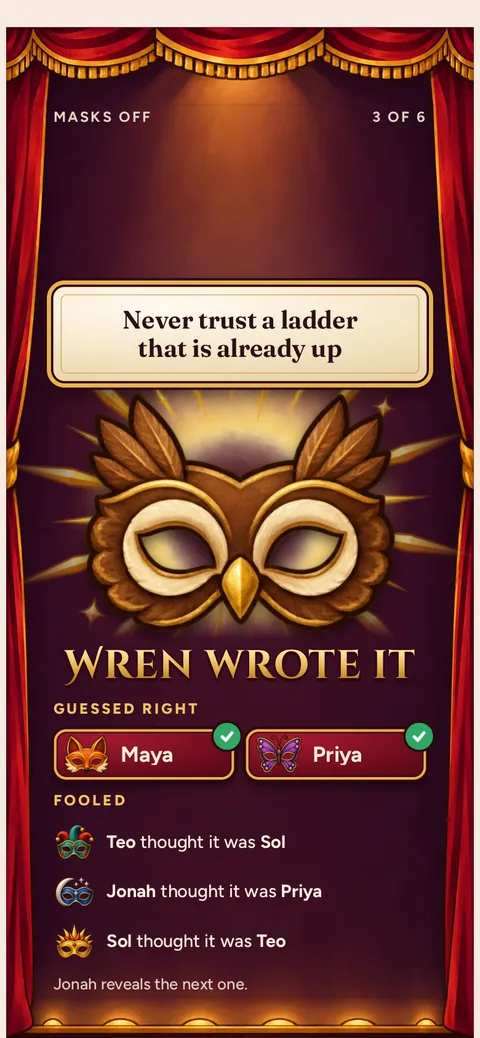 MASKS OFF
3 OF 6
Never trust a ladder
that is already up
WREN WROTE IT
GUESSED RIGHT
Maya
Priya
FOOLED
Teo thought it was Sol
Jonah thought it was Priya
Sol thought it was Teo
Jonah reveals the next one.